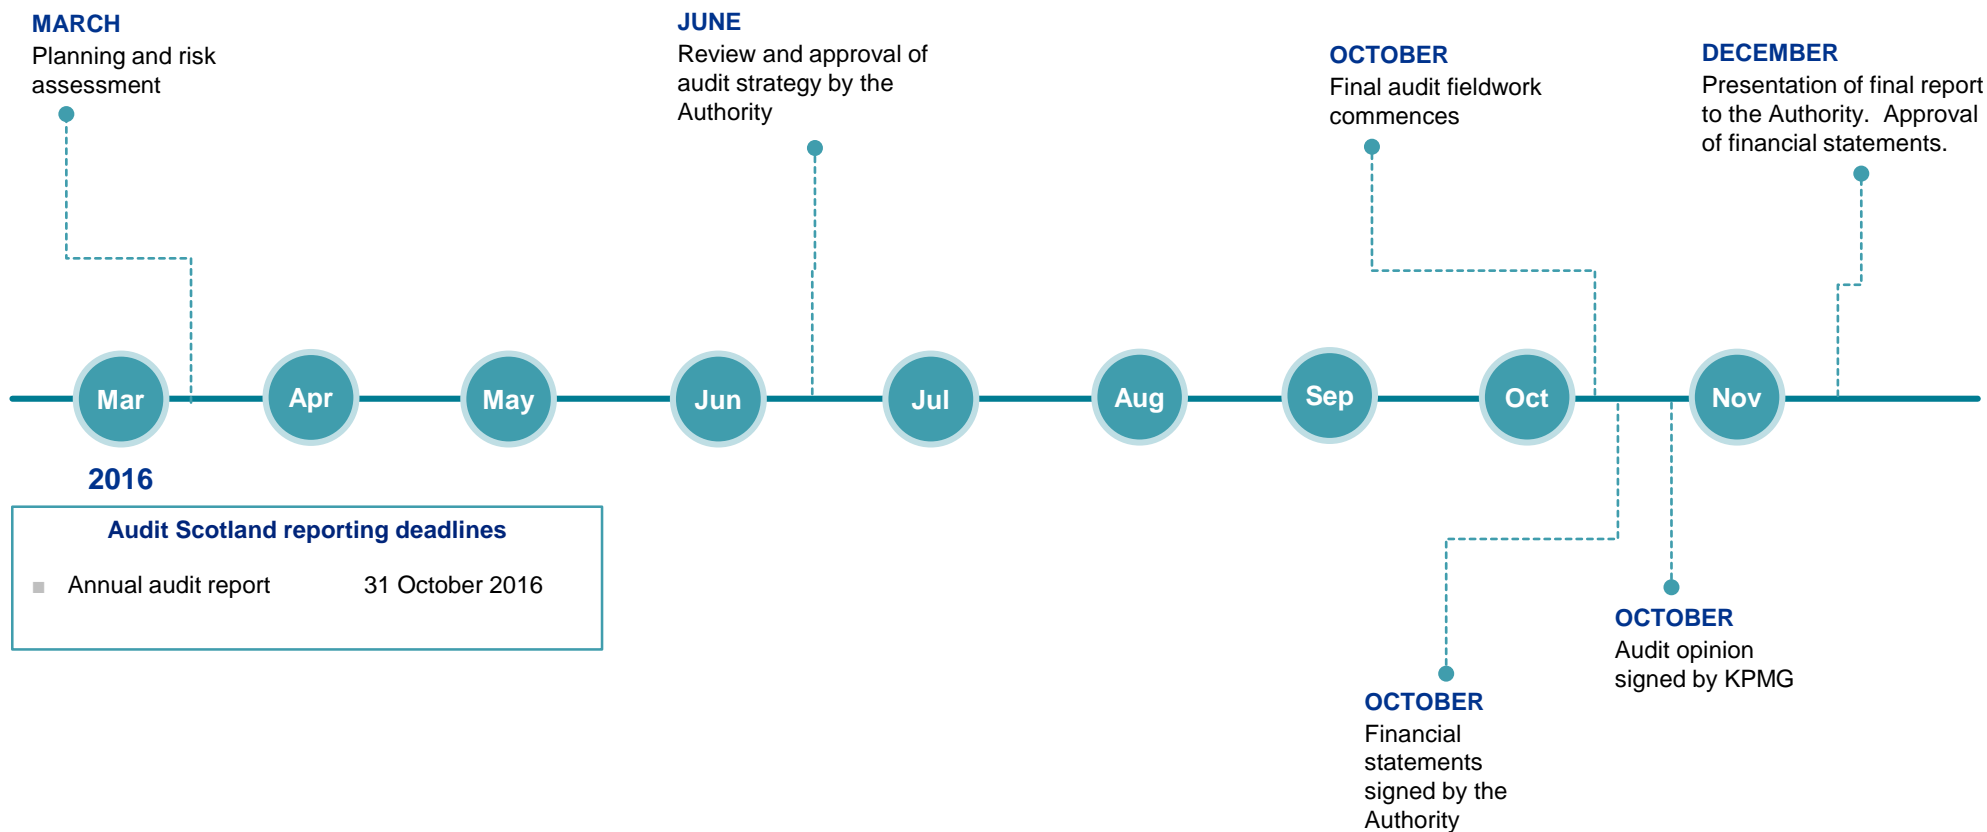 MARCH
Planning and risk
assessment
JUNE
Review and approval of
audit strategy by the
Authority
OCTOBER
Final audit fieldwork
commences
DECEMBER
Presentation of final report
to the Authority.  Approval
of financial statements.
Mar
Apr
May
Jun
Jul
Aug
Sep
Oct
Nov
2016
Audit Scotland reporting deadlines
■ Annual audit report 31 October 2016
OCTOBER
Audit opinion
signed by KPMG
OCTOBER
Financial
statements
signed by the
Authority